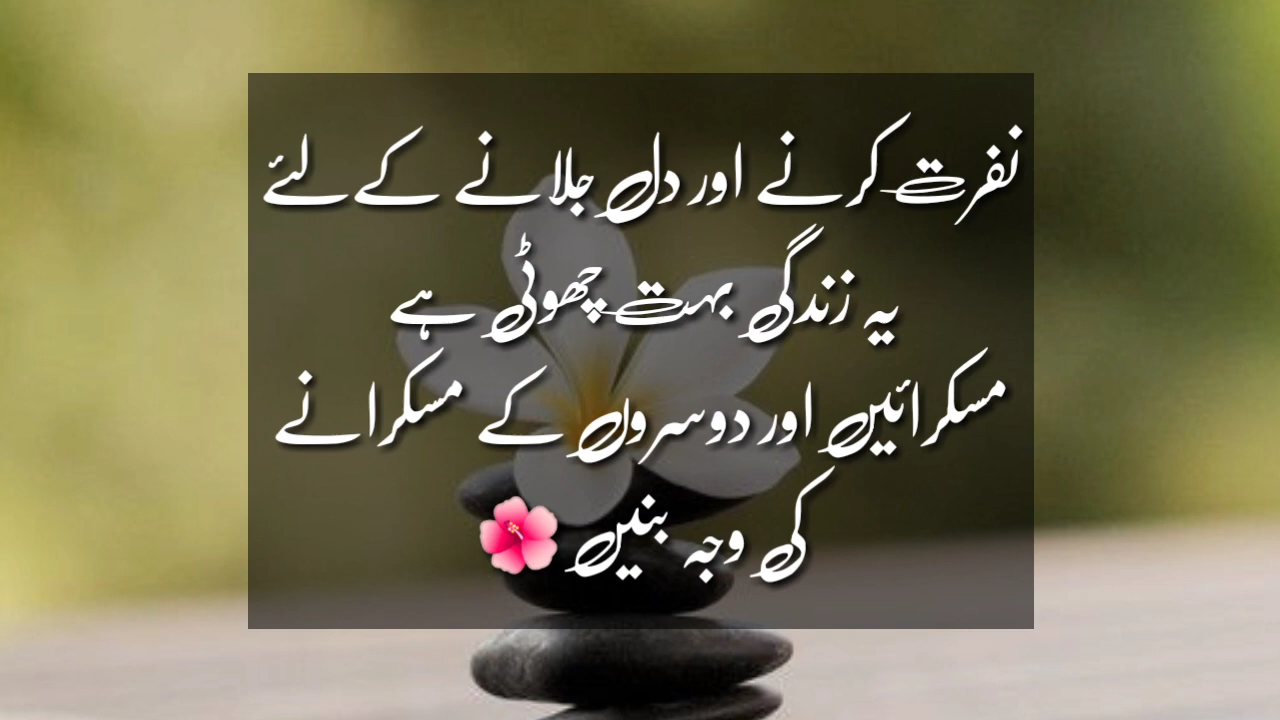 نفرت کرنے اور دل جلانے کے لئے
یہ زندگی بہت چھوٹی ہے
مسکرائیں اور دوسروں کے مسکرانے
کی وجہ بنیں 🌺